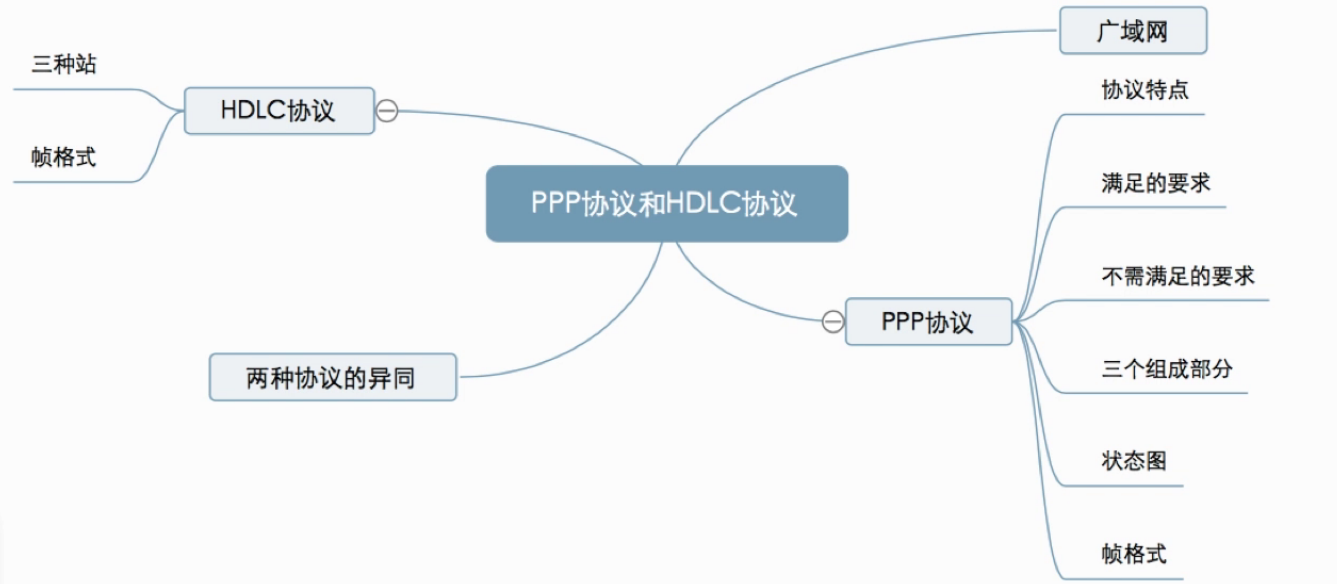 PPP协议和HDLC协议
广域网
PPP协议
协议特点
满足的要求
不需满足的要求
三个组成部分
状态图
帧格式
HDLC协议
三种站
帧格式
两种协议的异同